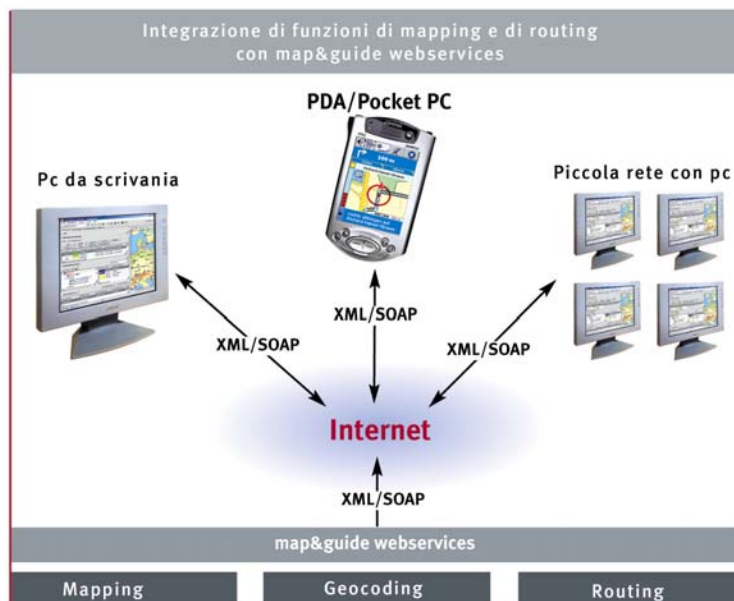 Integrazione di funzioni di mapping e di routing
con map&guide webservices
PDA/Pocket PC
Pc da scrivania
Piccola rete con pc
100 m
XML/SOAP
XML/SOAP
XML/SOAP
Internet
XML/SOAP
map&guide webservices
Mapping
Geocoding
Routing